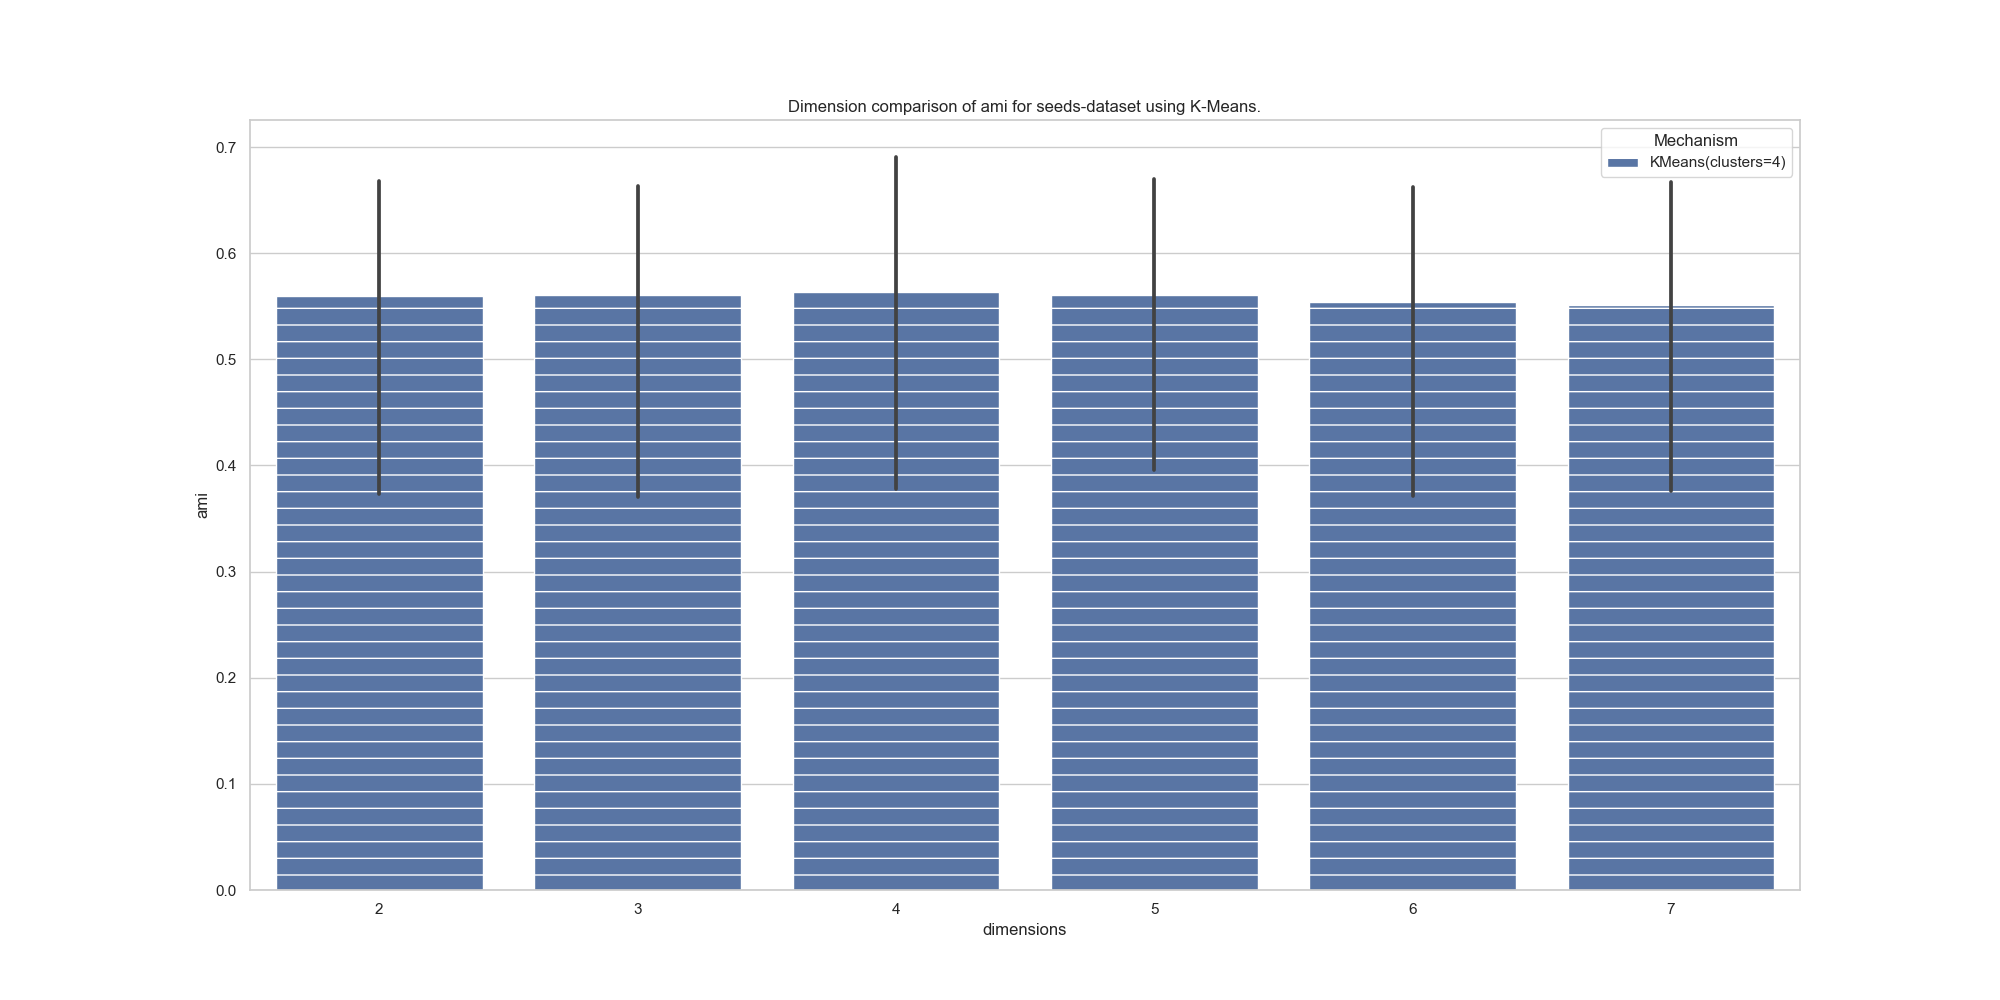 Dimension comparison of ami for seeds-dataset using K-Means.
Mechanism
KMeans(clusters=4)
0.7
0.6
0.5
0.4
0.3
0.2
0.1
0.0
ami
2 3 4 5 6 7
dimensions